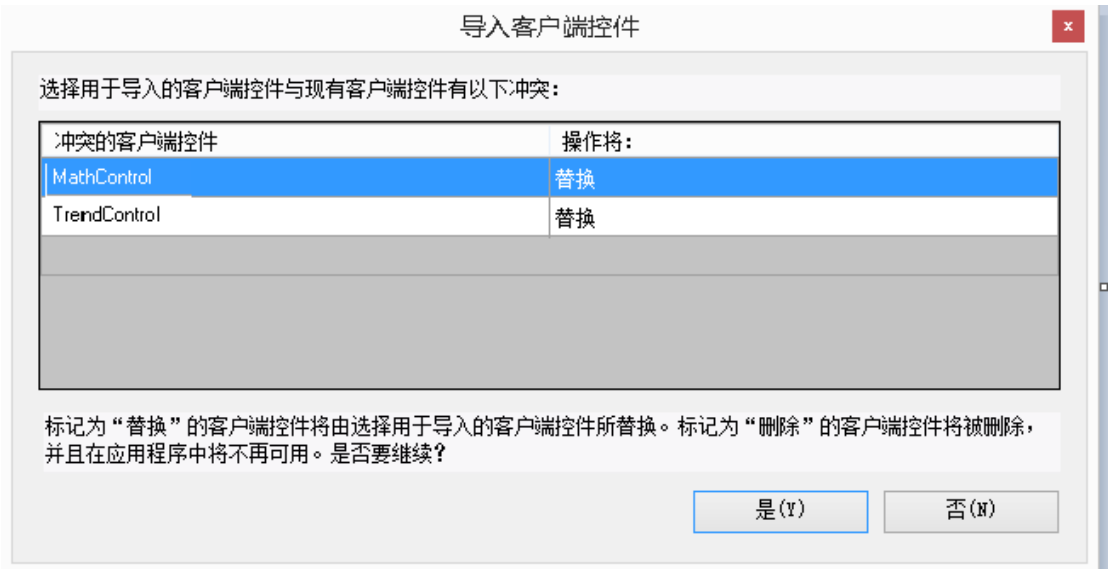 导入客户端控件
x
选择用于导入的客户端控件与现有客户端控件有以下冲突：
冲突的客户端控件 操作将：
MathControl 替换
TrendControl 替换
标记为“替换”的客户端控件将由选择用于导入的客户端控件所替换。标记为“删除”的客户端控件将被删除，
并且在应用程序中将不再可用。是否要继续？
是(Y) 否(N)